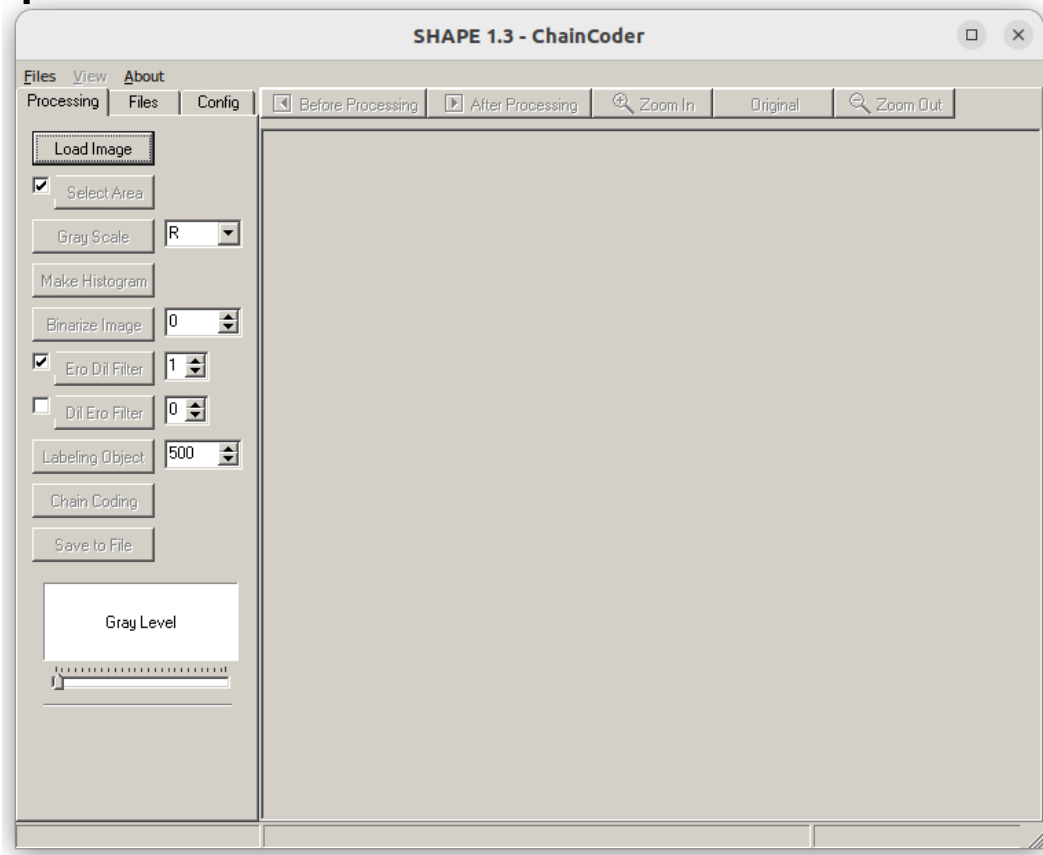 SHAPE 1.3 - ChainCoder
Files View About
Processing Files Config Before Processing After Processing Zoom In Original Zoom Out
Load Image
Select Area
Gray Scale R
Make Histogram
Binarize Image 0
Ero Dil Filter 1
Dil Ero Filter 0
Labeling Object 500
Chain Coding
Save to File
Gray Level